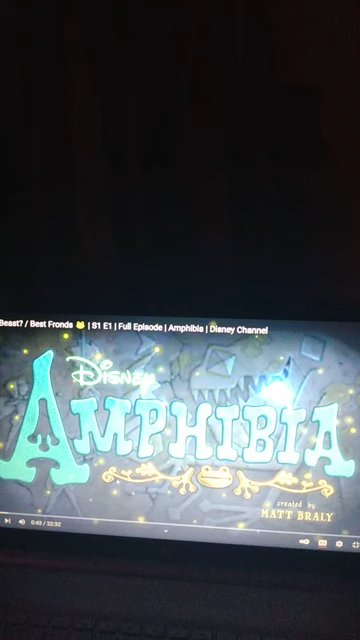 Beast? / Best Fronds 🐸 | S1 E1 | Full Episode | Amphibia | Disney Channel
Disney
AMPHIBIA
created by
MATT BRALY
0:43 / 22:32